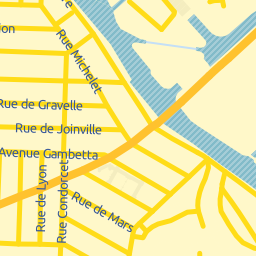 Rue Michelet
Rue de Gravelle
Rue de Joinville
Avenue Gambetta
Rue de Lyon
Rue Condorcet
Rue de Mars